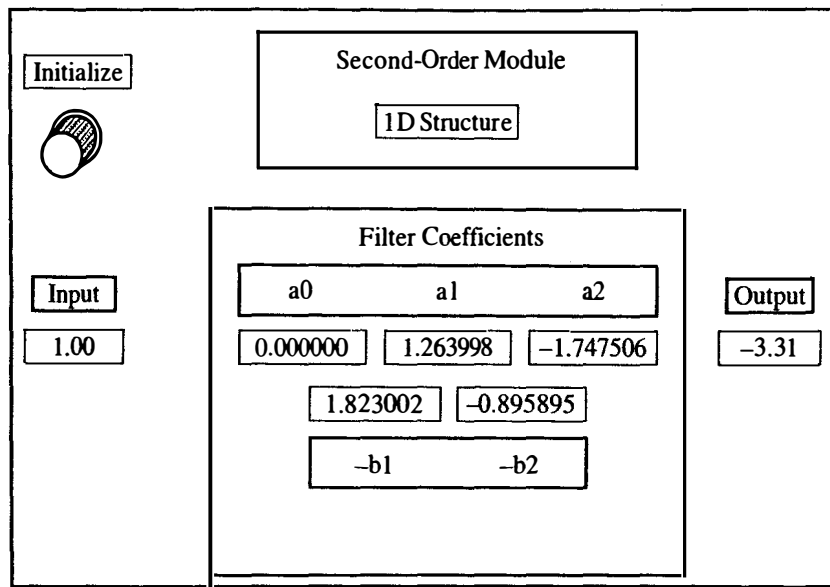 Initialize
Second-Order Module
1D Structure
Filter Coefficients
Input
a0 a1 a2
Output
1.00
0.000000 1.263998 –1.747506
–3.31
1.823002 –0.895895
–b1 –b2